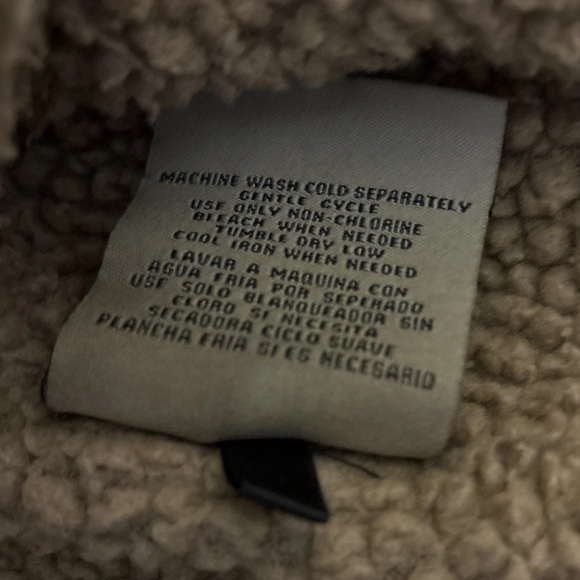 MACHINE WASH COLD SEPARATELY
GENTLE CYCLE
USE ONLY NON-CHLORINE
BLEACH WHEN NEEDED
TUMBLE DRY LOW
COOL IRON WHEN NEEDED
LAVAR A MAQUINA CON
AGUA FRIA POR SEPERADO
USE SOLO BLANQUEADOR SIN
CLORO SI NECESITA
SECADORA CICLO SUAVE
PLANCHA FRIA SI ES NECESARIO